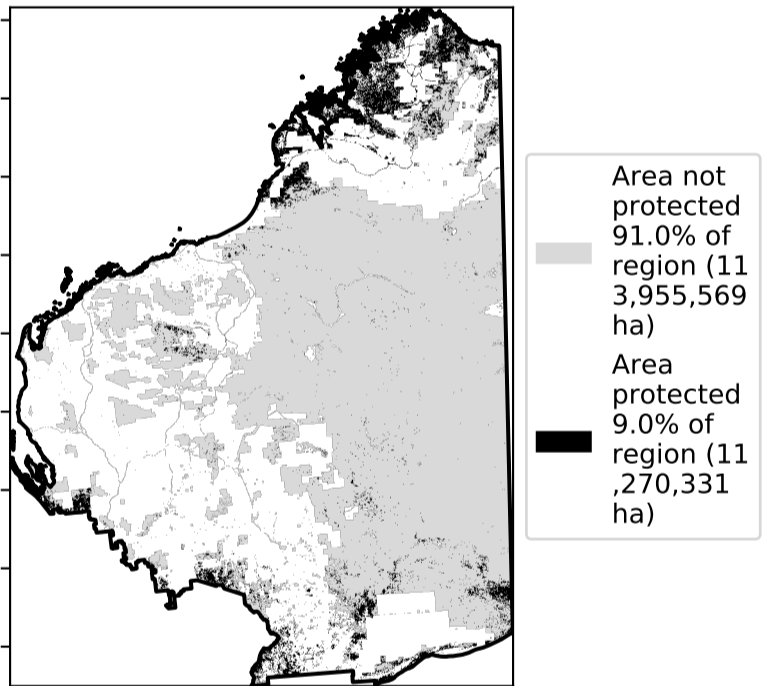 Area not
protected
91.0% of
region (11
3,955,569
ha)
Area
protected
9.0% of
region (11
,270,331
ha)